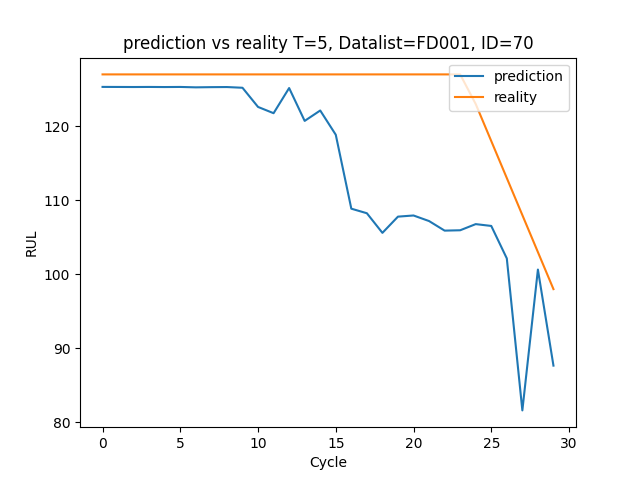 prediction vs reality T=5, Datalist=FD001, ID=70
prediction
reality
120
110
100
90
80
RUL
0 5 10 15 20 25 30
Cycle